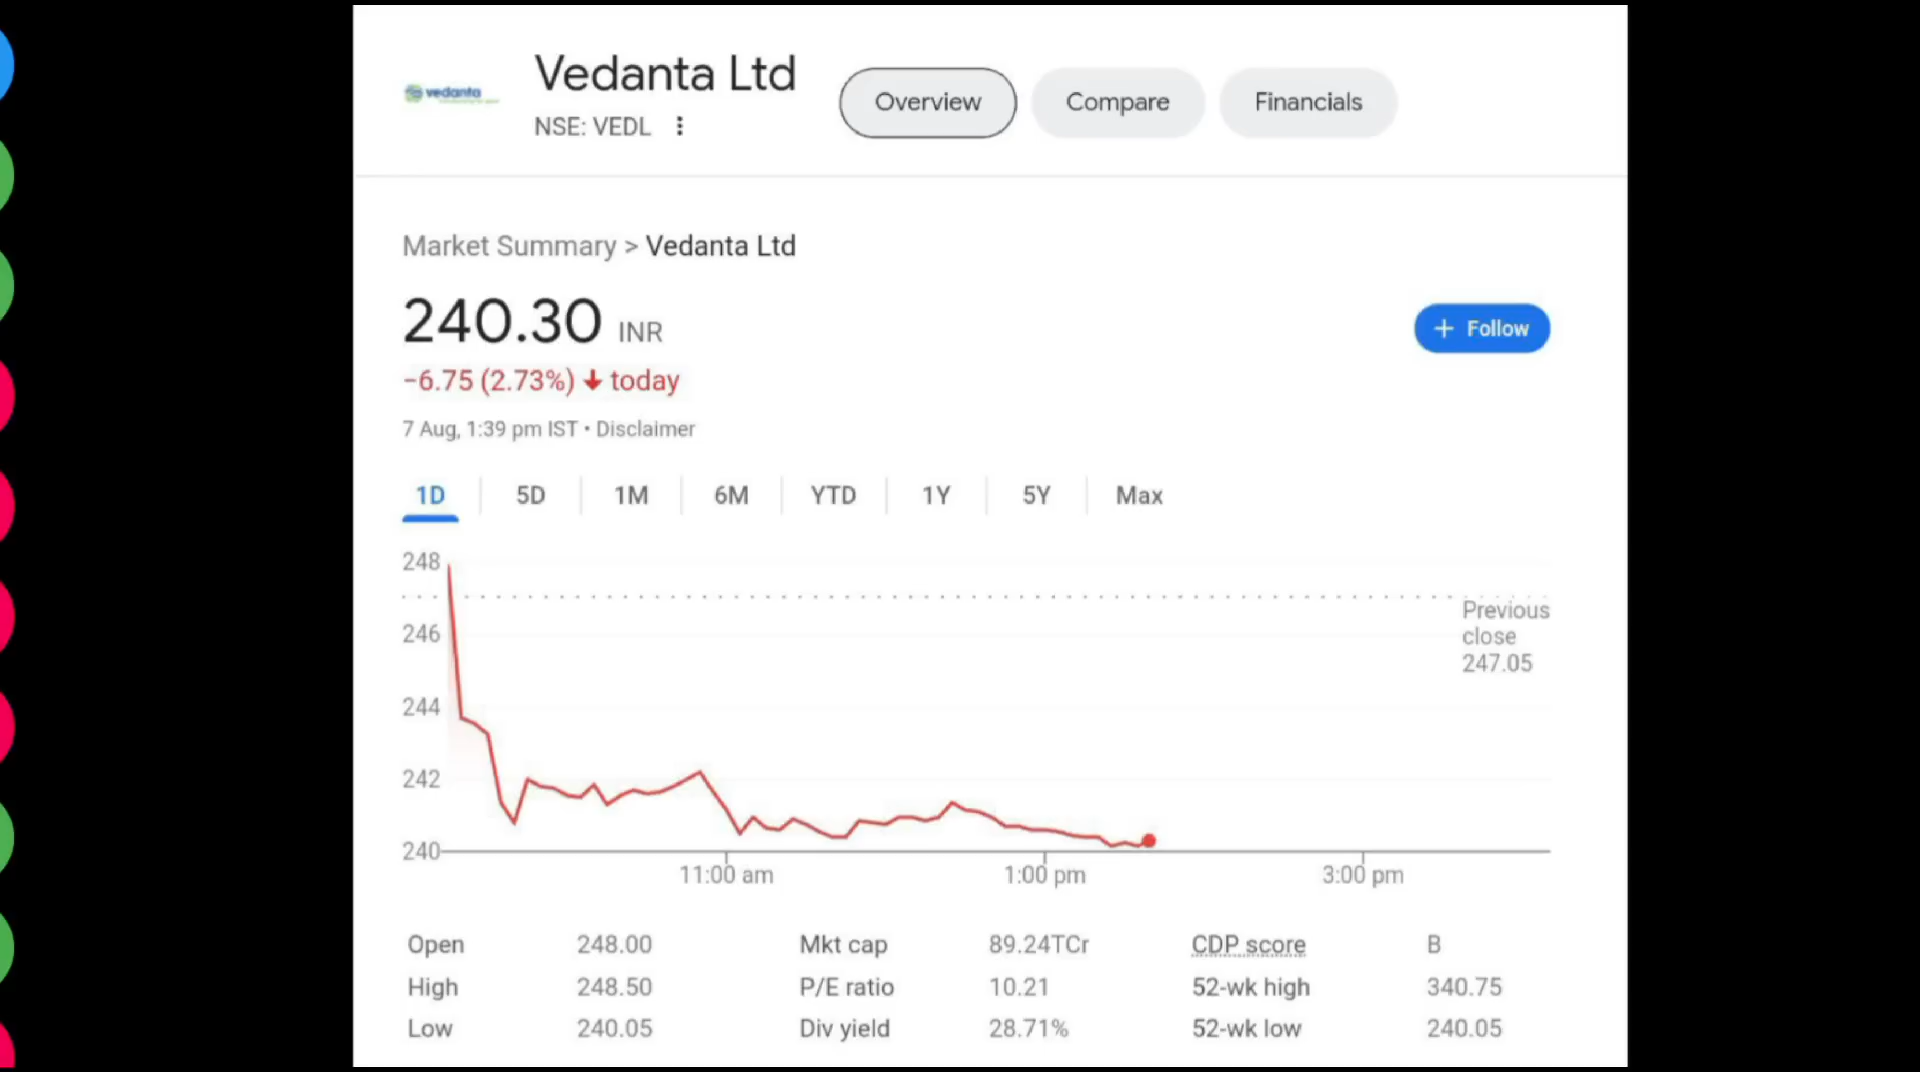 vedanta
Vedanta Ltd
NSE: VEDL
Overview
Compare
Financials
Market Summary > Vedanta Ltd
240.30 INR
+ Follow
−6.75 (2.73%) ↓ today
7 Aug, 1:39 pm IST • Disclaimer
1D 5D 1M 6M YTD 1Y 5Y Max
248
246
244
242
240
Previous
close
247.05
11:00 am 1:00 pm 3:00 pm
Open 248.00 Mkt cap 89.24TCr CDP score B
High 248.50 P/E ratio 10.21 52-wk high 340.75
Low 240.05 Div yield 28.71% 52-wk low 240.05